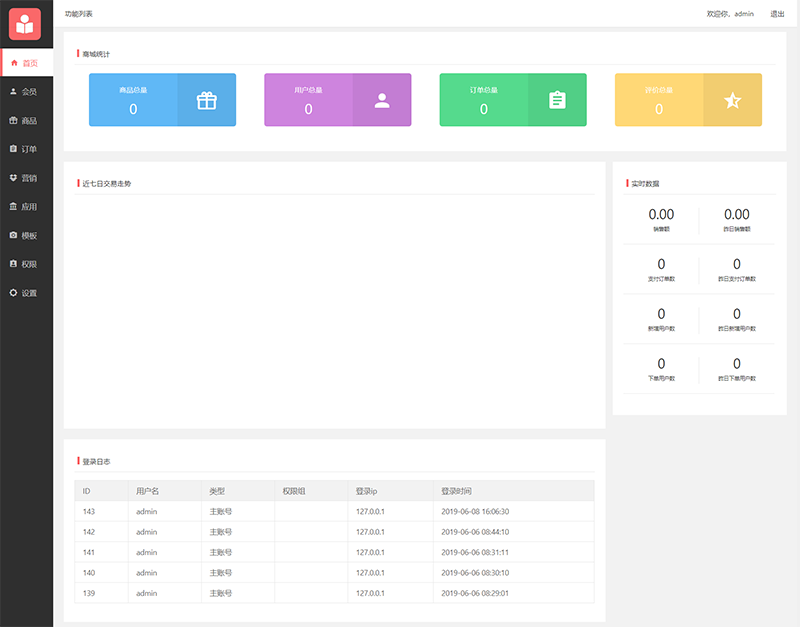 功能列表
欢迎你、admin 退出
首页
会员
商品
订单
营销
应用
模板
权限
设置
商城统计
商品总量 用户总量 订单总量 评价总量
0 0 0 0
近七日交易走势
实时数据
0.00 0.00
销售额 昨日销售额
0 0
支付订单数 昨日支付订单数
0 0
新增用户数 昨日新增用户数
0 0
下单用户数 昨日下单用户数
登录日志
ID 用户名 类型 权限组 登录ip 登录时间
143 admin 主账号 127.0.0.1 2019-06-08 16:06:30
142 admin 主账号 127.0.0.1 2019-06-06 08:44:10
141 admin 主账号 127.0.0.1 2019-06-06 08:31:11
140 admin 主账号 127.0.0.1 2019-06-06 08:30:10
139 admin 主账号 127.0.0.1 2019-06-06 08:29:01